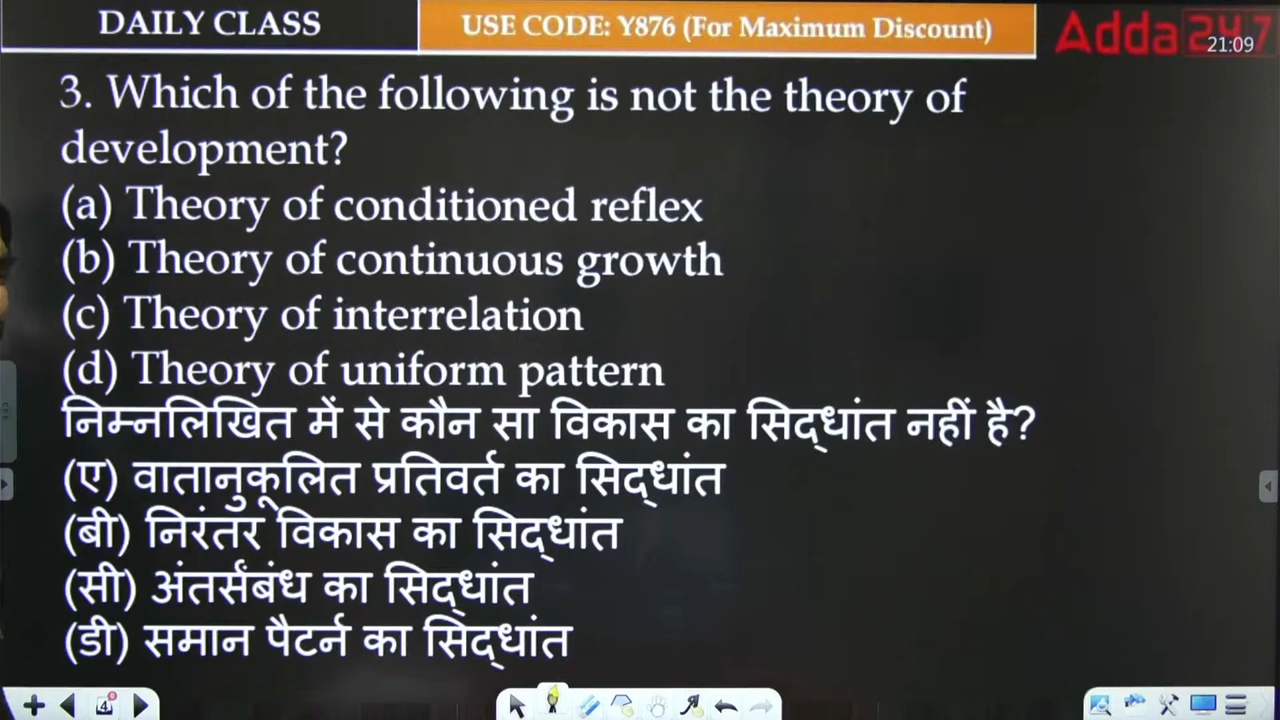 DAILY CLASS
USE CODE: Y876 (For Maximum Discount)
Adda 247
21:09
3. Which of the following is not the theory of
development?
(a) Theory of conditioned reflex
(b) Theory of continuous growth
(c) Theory of interrelation
(d) Theory of uniform pattern
निम्नलिखित में से कौन सा विकास का सिद्धांत नहीं है?
(ए) वातानुकूलित प्रतिवर्त का सिद्धांत
(बी) निरंतर विकास का सिद्धांत
(सी) अंतर्संबंध का सिद्धांत
(डी) समान पैटर्न का सिद्धांत
4